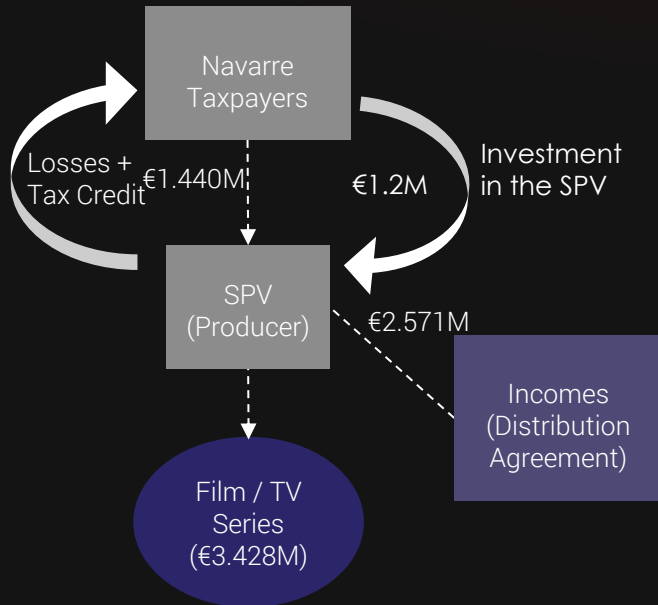 Navarre
Taxpayers
Losses +
Tax Credit
€1.440M
€1.2M
Investment
in the SPV
SPV
(Producer)
€2.571M
Incomes
(Distribution
Agreement)
Film / TV
Series
(€3.428M)